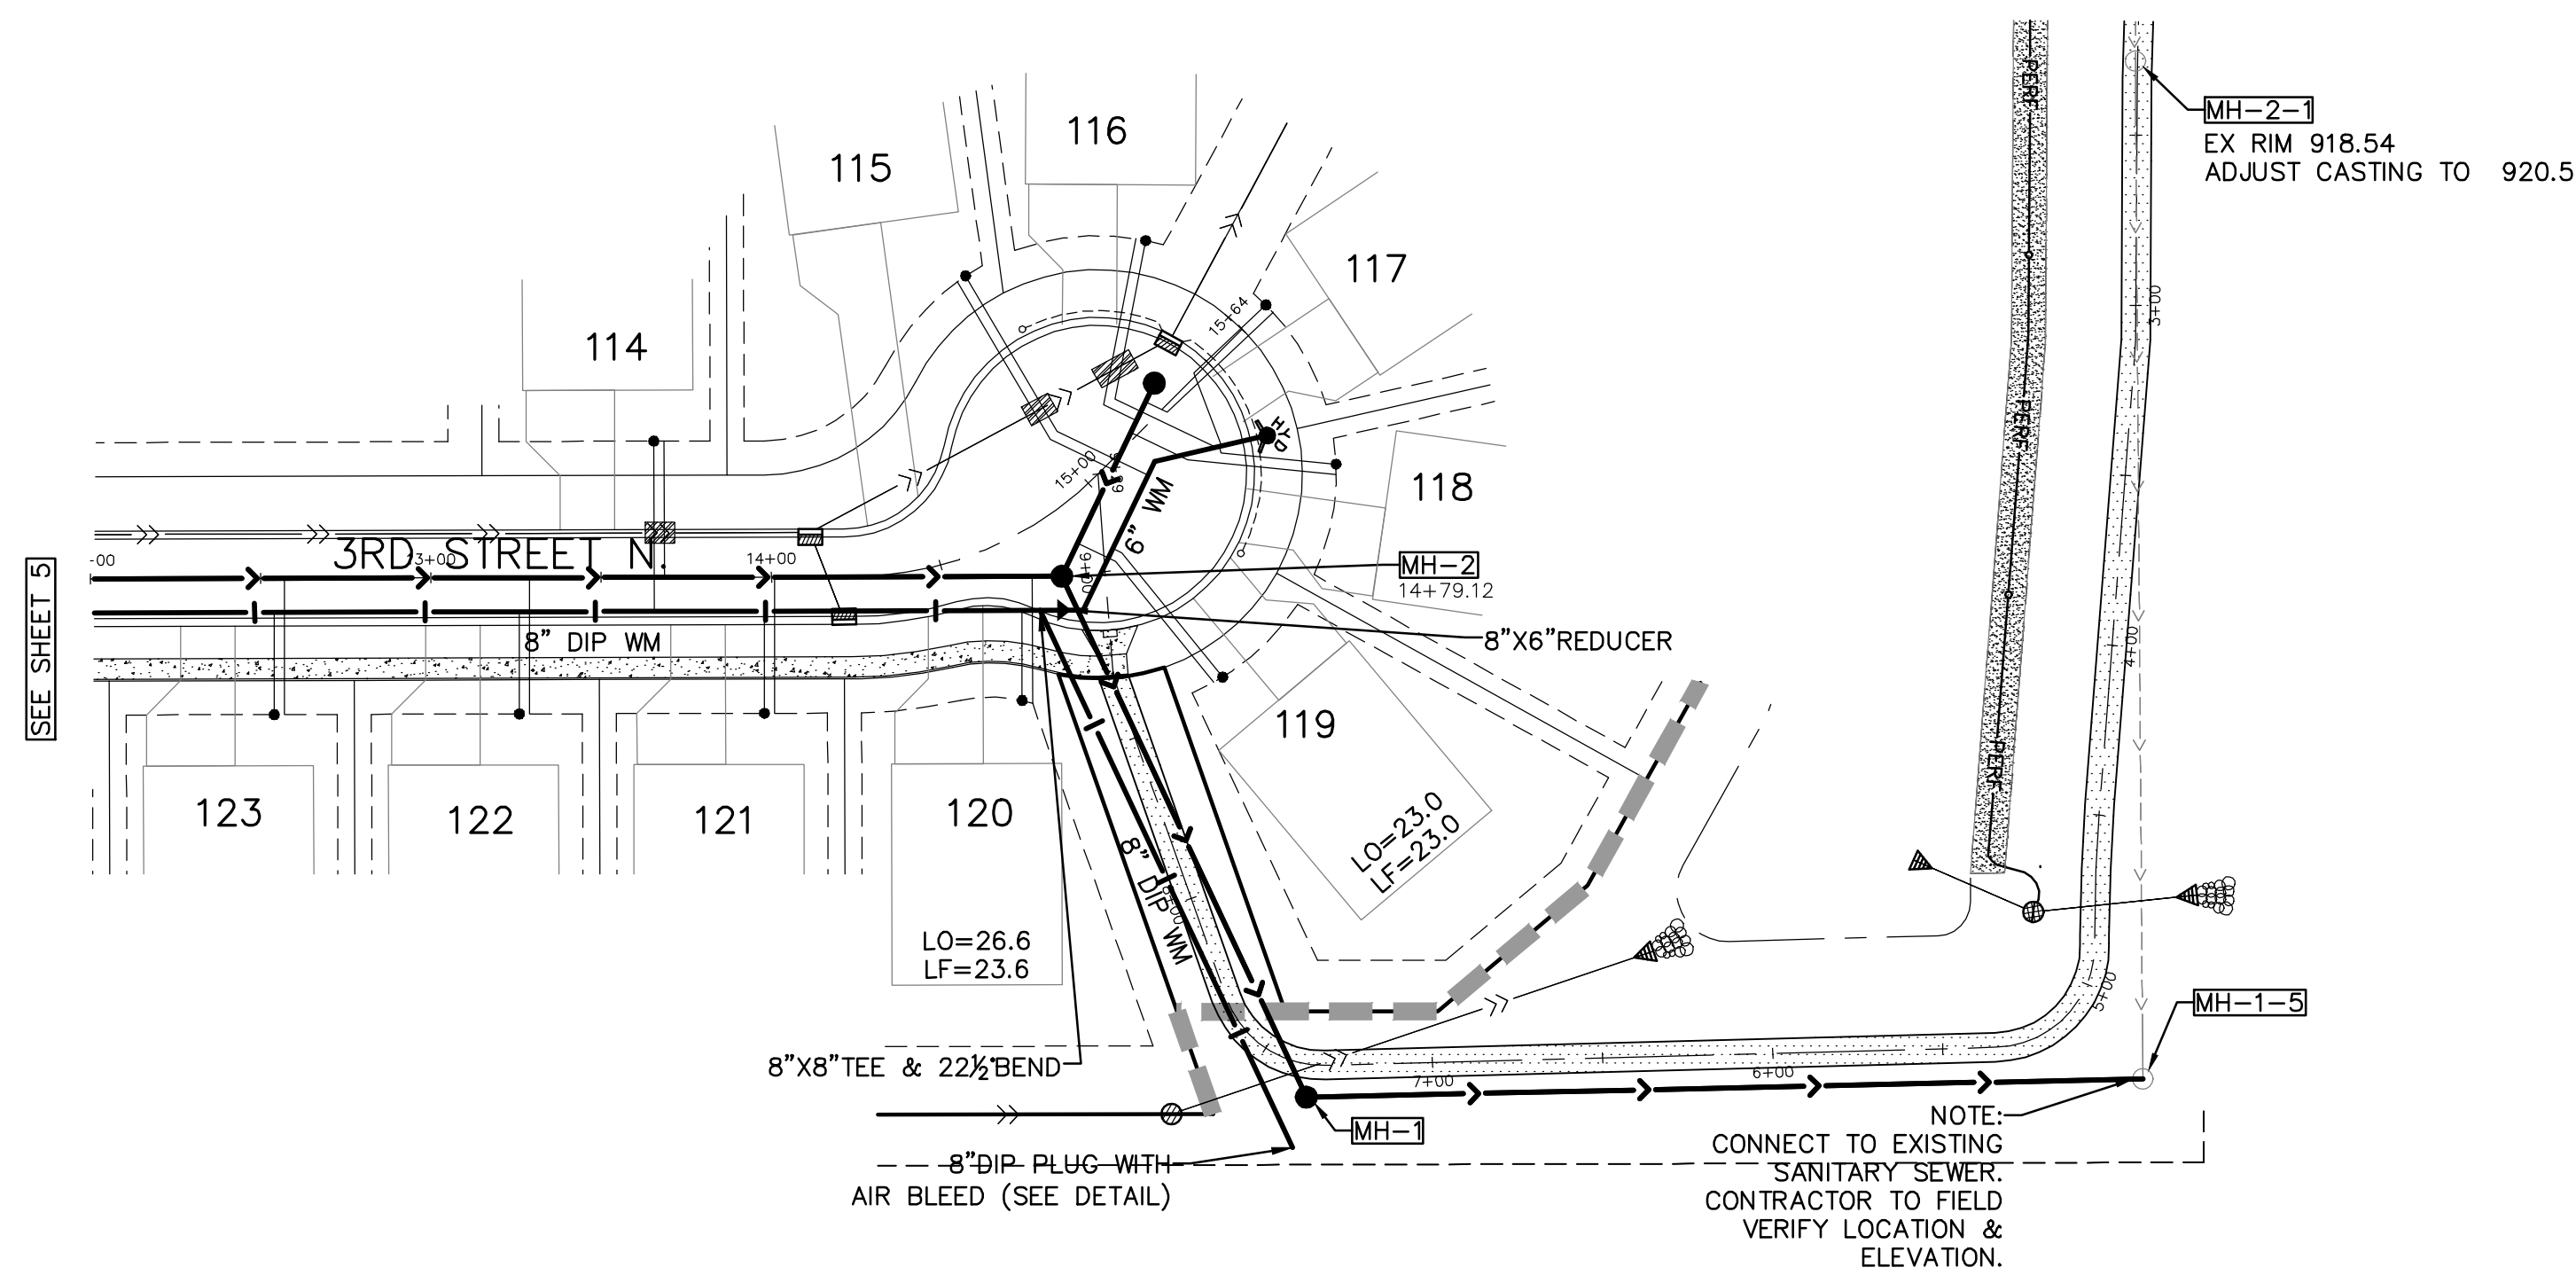 MH-2-1
EX RIM 918.54
ADJUST CASTING TO 920.5
PERF
PERF
PERF
3+00
4+00
5+00
116
115
117
114
118
15+64
HYD
15+00
6" WM
9+00
3RD STREET N.
-00
13+00
14+00
MH-2
14+79.12
SEE SHEET 5
8" DIP WM
8"X6"REDUCER
119
LO=23.0
LF=23.0
123
122
121
120
LO=26.6
LF=23.6
8" DIP WM
8+00
8"X8"TEE & 22½°BEND
7+00
6+00
MH-1-5
MH-1
8"DIP PLUG WITH
AIR BLEED (SEE DETAIL)
NOTE:
CONNECT TO EXISTING
SANITARY SEWER.
CONTRACTOR TO FIELD
VERIFY LOCATION &
ELEVATION.